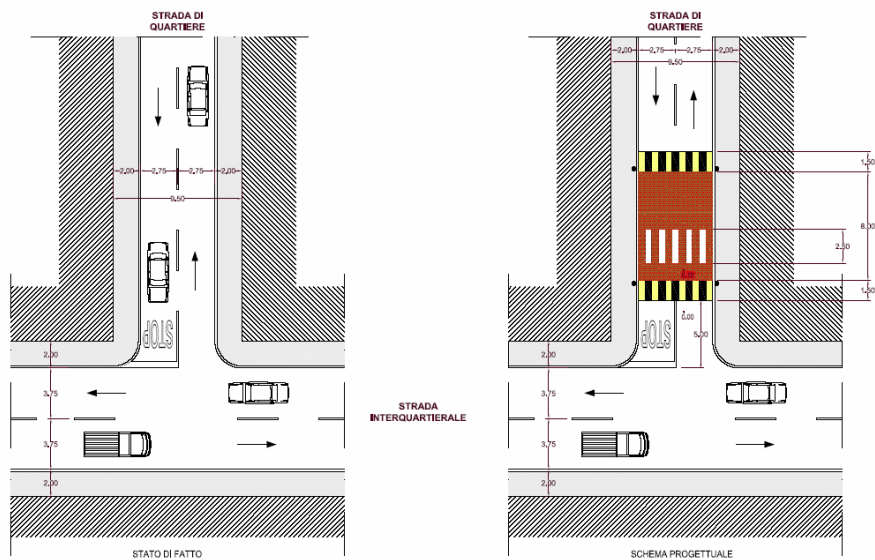 STRADA DI
QUARTIERE
2.00 2.75 2.75 2.00
9.50
STOP
2.00
3.75
3.75
2.00
STATO DI FATTO
STRADA
INTERQUARTIERALE
STRADA DI
QUARTIERE
2.00 2.75 2.75 2.00
9.50
1.50
8.00
2.50
1.50
0.00
5.00
STOP
2.00
3.75
3.75
2.00
SCHEMA PROGETTUALE